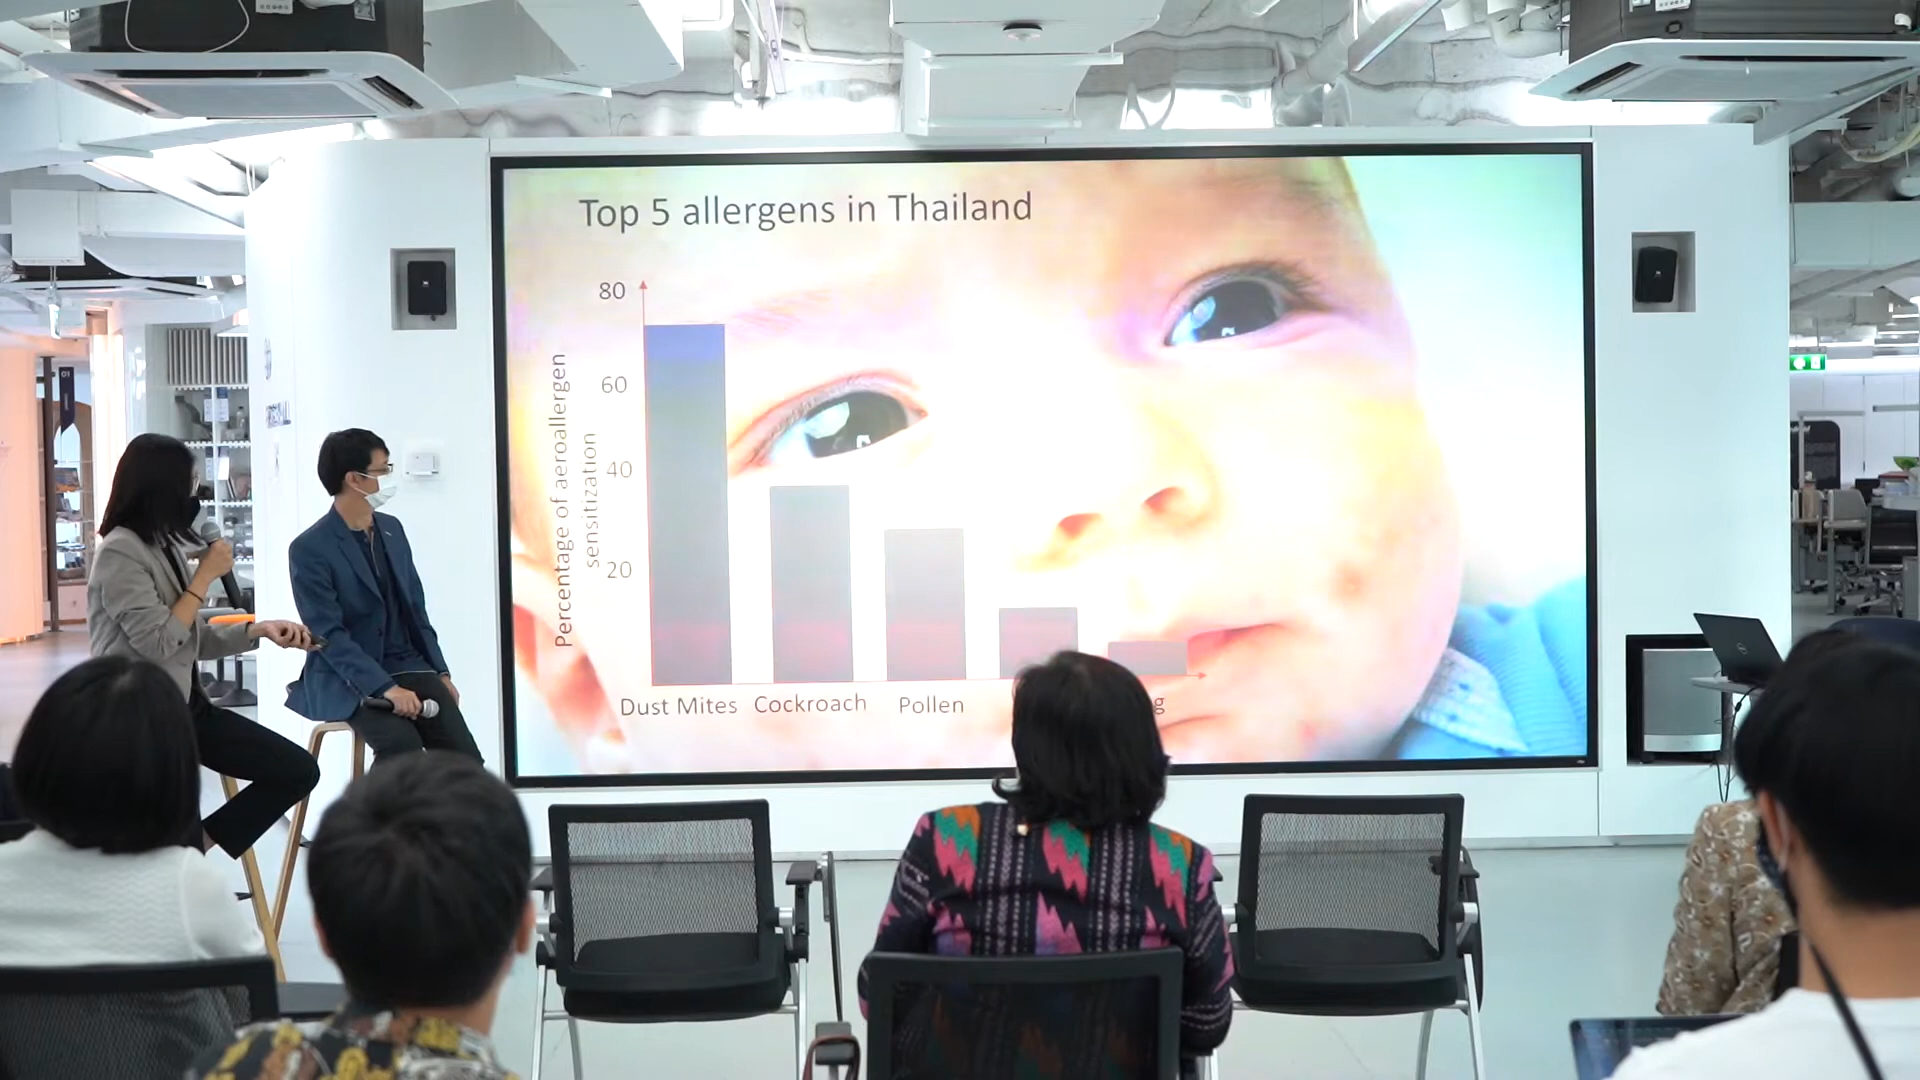 Top 5 allergens in Thailand
80
60
40
20
Percentage of aeroallergen
sensitization
Dust Mites Cockroach Pollen
g